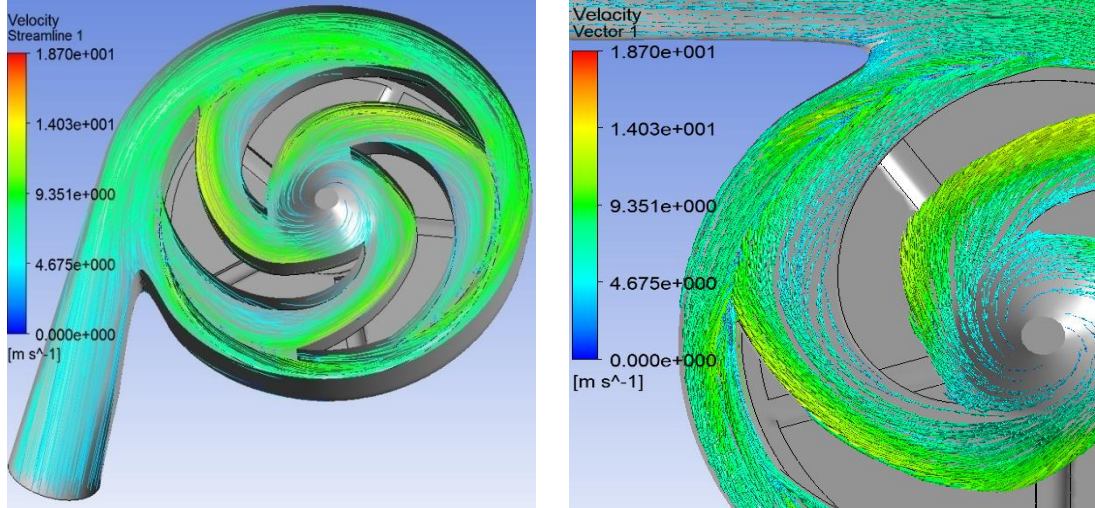 Velocity
Streamline 1
1.870e+001
1.403e+001
9.351e+000
4.675e+000
0.000e+000
[m s^-1]
Velocity
Vector 1
1.870e+001
1.403e+001
9.351e+000
4.675e+000
0.000e+000
[m s^-1]